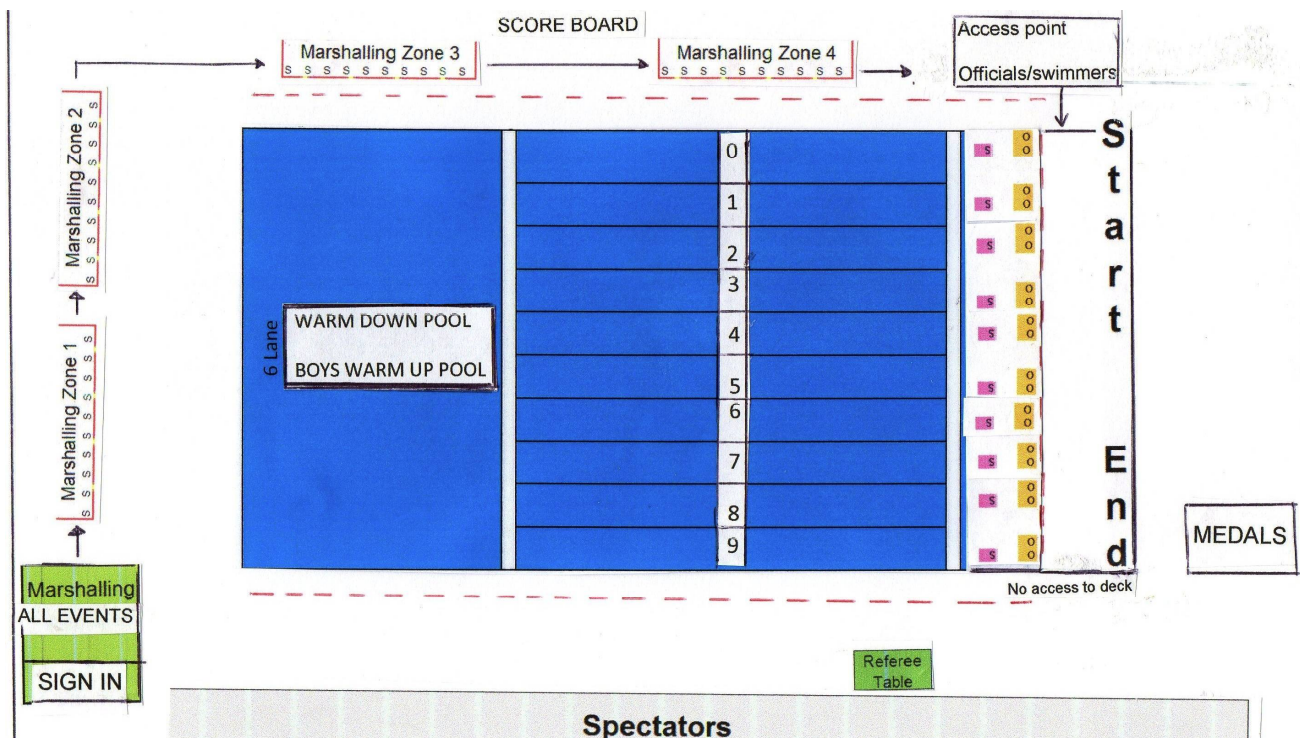 SCORE BOARD
Marshalling Zone 3
S S S S S S S S S S
Marshalling Zone 4
S S S S S S S S S S
Access point
Officials/swimmers
Marshalling Zone 2
S S S S S S S S S S
Marshalling Zone 1
S S S S S S S S S S
Marshalling
ALL EVENTS
SIGN IN
6 Lane
WARM DOWN POOL
BOYS WARM UP POOL
0
1
2
3
4
5
6
7
8
9
S O O
S O O
S O O
S O O
S O O
S O O
S O O
S O O
S O O
S O O
Start End
MEDALS
No access to deck
Referee
Table
Spectators